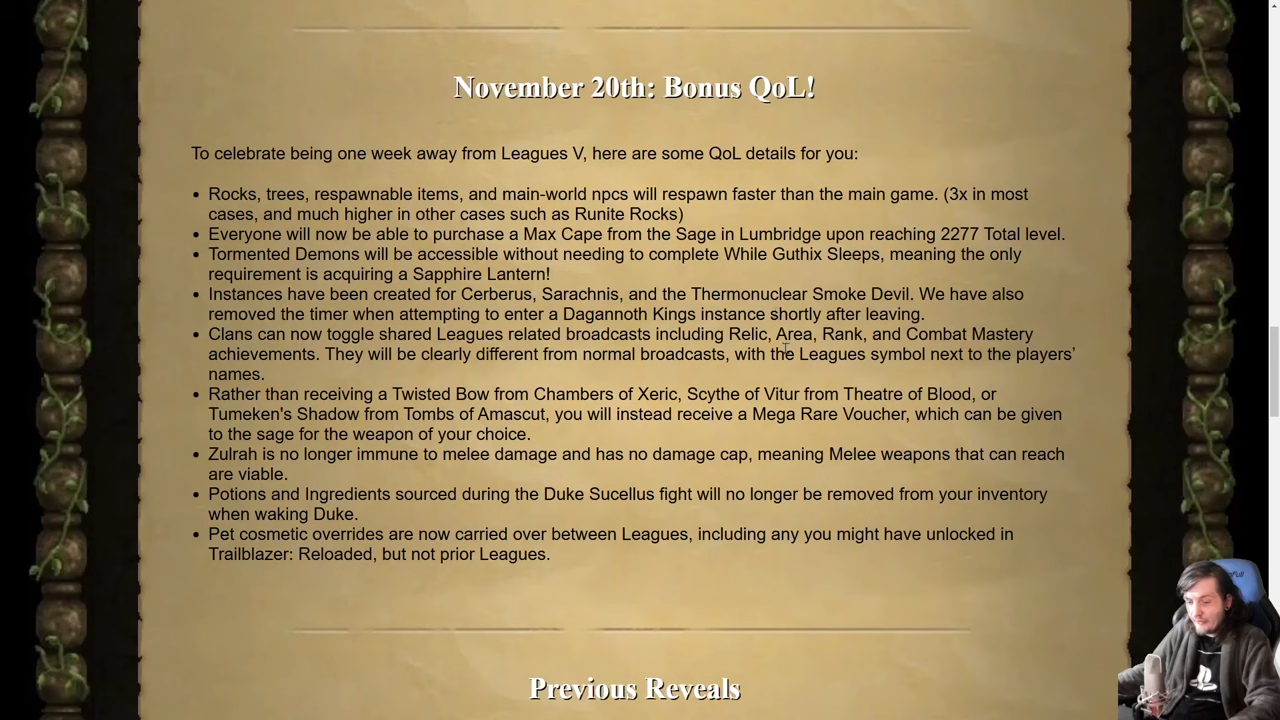 November 20th: Bonus QoL!
To celebrate being one week away from Leagues V, here are some QoL details for you:
• Rocks, trees, respawnable items, and main-world npcs will respawn faster than the main game. (3x in most
cases, and much higher in other cases such as Runite Rocks)
• Everyone will now be able to purchase a Max Cape from the Sage in Lumbridge upon reaching 2277 Total level.
• Tormented Demons will be accessible without needing to complete While Guthix Sleeps, meaning the only
requirement is acquiring a Sapphire Lantern!
• Instances have been created for Cerberus, Sarachnis, and the Thermonuclear Smoke Devil. We have also
removed the timer when attempting to enter a Dagannoth Kings instance shortly after leaving.
• Clans can now toggle shared Leagues related broadcasts including Relic, Area, Rank, and Combat Mastery
achievements. They will be clearly different from normal broadcasts, with the Leagues symbol next to the players’
names.
• Rather than receiving a Twisted Bow from Chambers of Xeric, Scythe of Vitur from Theatre of Blood, or
Tumeken's Shadow from Tombs of Amascut, you will instead receive a Mega Rare Voucher, which can be given
to the sage for the weapon of your choice.
• Zulrah is no longer immune to melee damage and has no damage cap, meaning Melee weapons that can reach
are viable.
• Potions and Ingredients sourced during the Duke Sucellus fight will no longer be removed from your inventory
when waking Duke.
• Pet cosmetic overrides are now carried over between Leagues, including any you might have unlocked in
Trailblazer: Reloaded, but not prior Leagues.
Previous Reveals